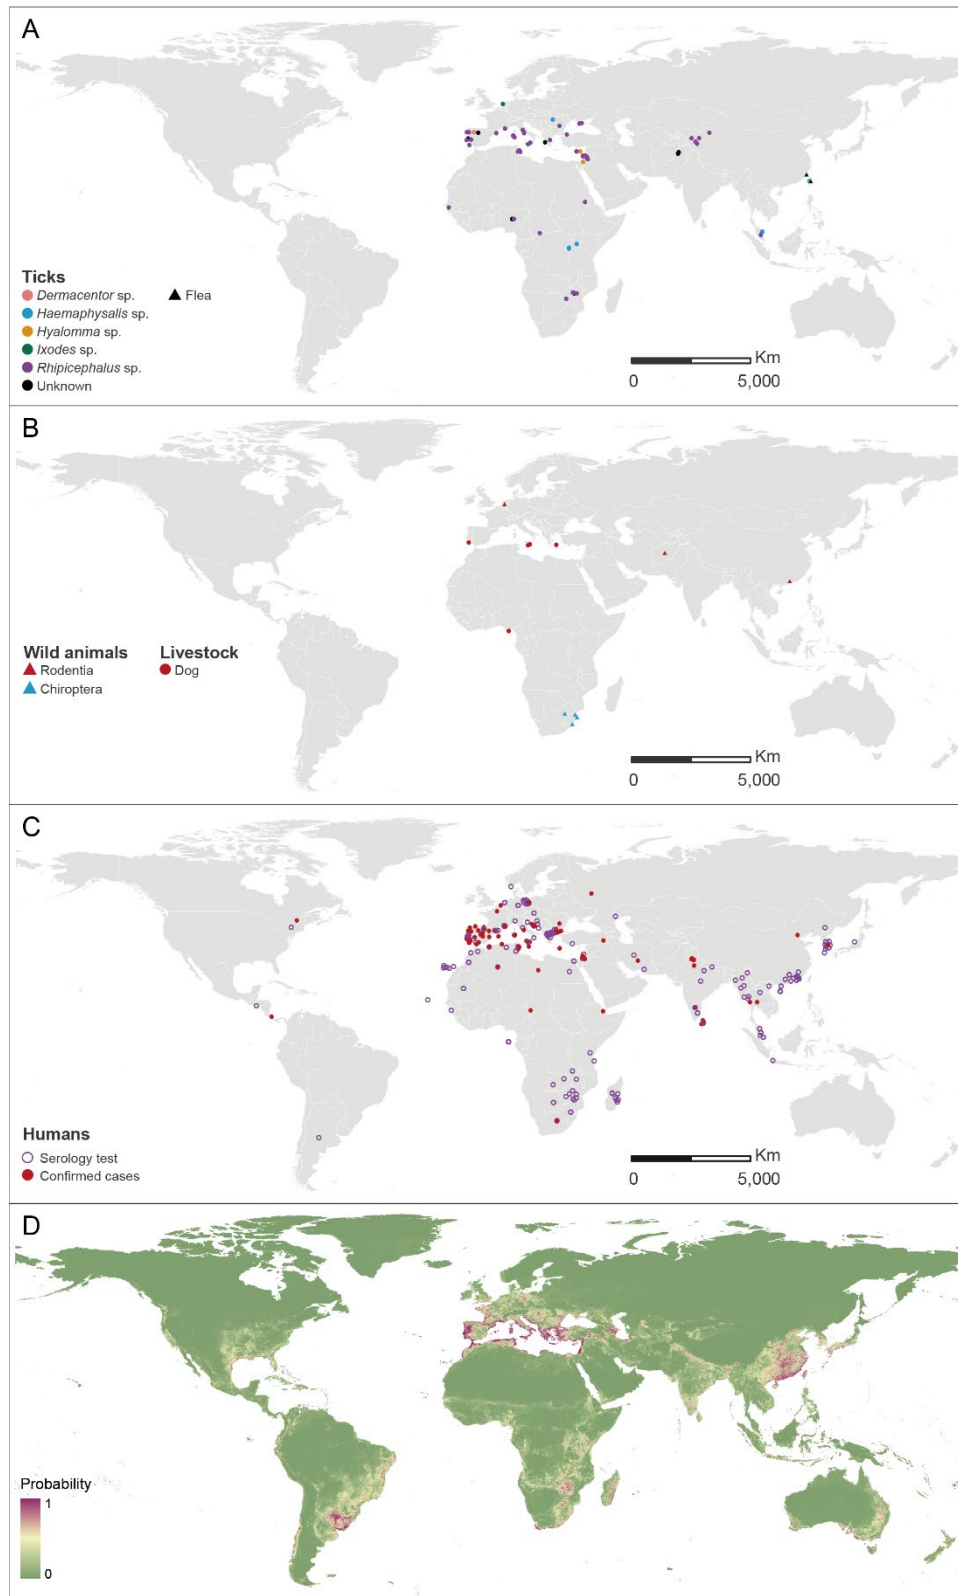 A
Ticks
Dermacentor sp.
Flea
Haemaphysalis sp.
Hyalomma sp.
Ixodes sp.
Rhipicephalus sp.
Unknown
Km
0 5,000
B
Wild animals Livestock
Rodentia Dog
Chiroptera
Km
0 5,000
C
Humans
Serology test
Confirmed cases
Km
0 5,000
D
Probability
1
0